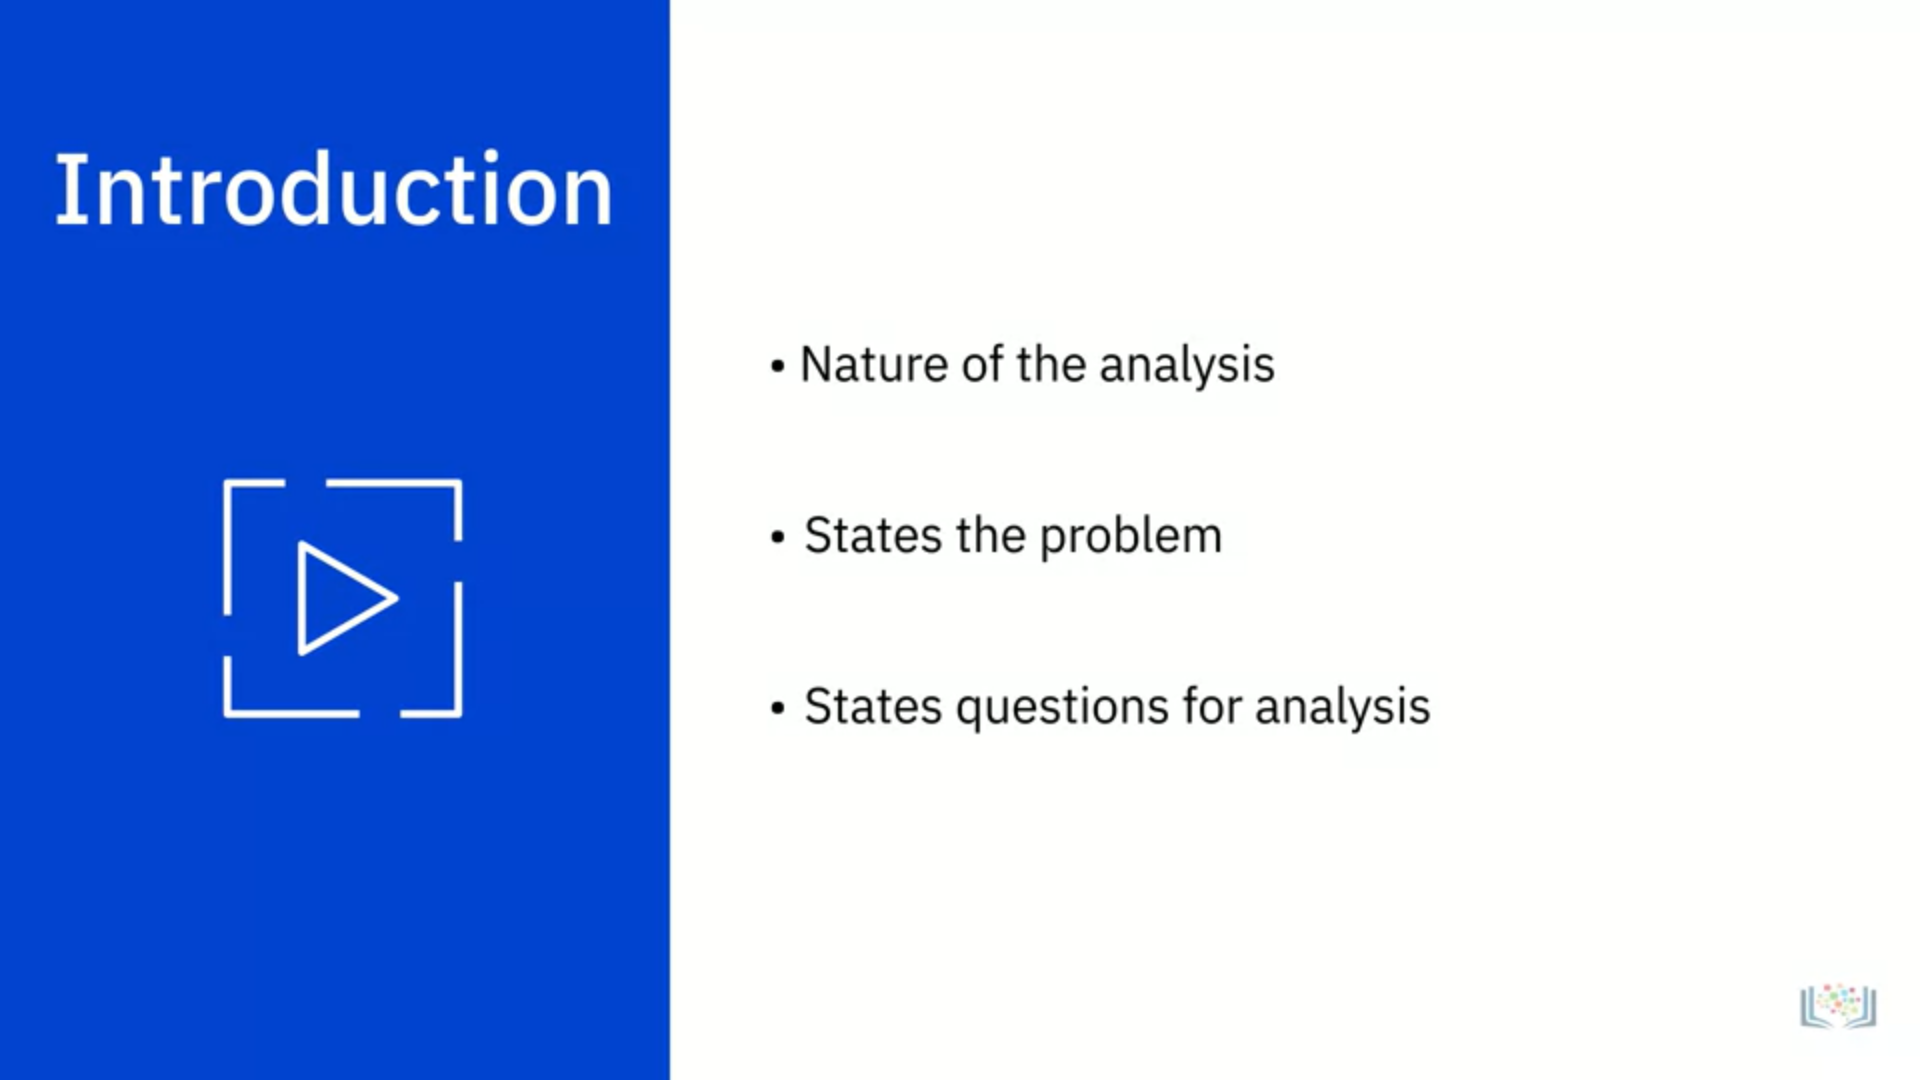 Introduction
• Nature of the analysis
• States the problem
• States questions for analysis